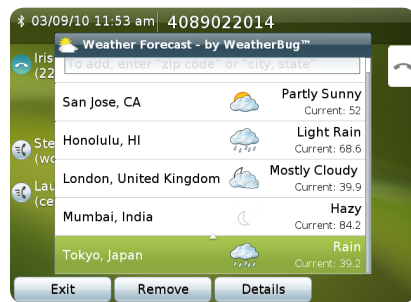 03/09/10 11:53 am 4089022014
Weather Forecast - by WeatherBug™
Iris
(22
To add, enter "zip code" or "city, state"
San Jose, CA
Partly Sunny
Current: 52
Honolulu, HI
Light Rain
Current: 68.6
Ste
(wo
London, United Kingdom
Mostly Cloudy
Current: 39.9
Lau
(ce
Mumbai, India
Hazy
Current: 84.2
Tokyo, Japan
Rain
Current: 39.2
Exit
Remove
Details